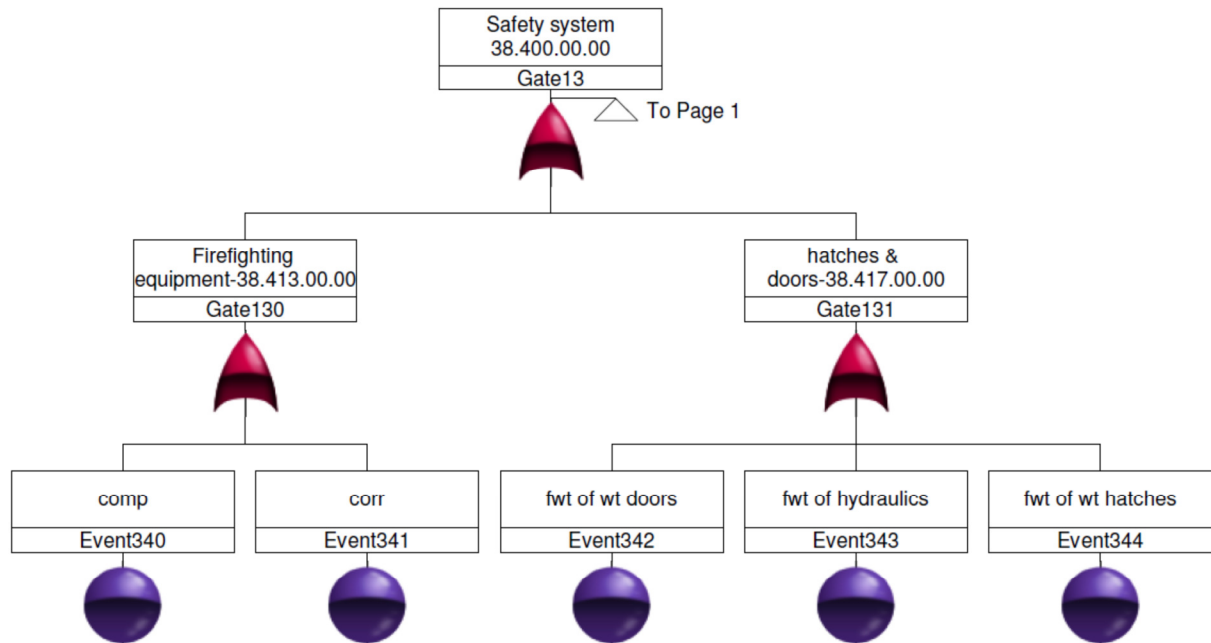 Safety system
38.400.00.00
Gate13
To Page 1
Firefighting
equipment-38.413.00.00
Gate130
hatches &
doors-38.417.00.00
Gate131
comp
Event340
corr
Event341
fwt of wt doors
Event342
fwt of hydraulics
Event343
fwt of wt hatches
Event344